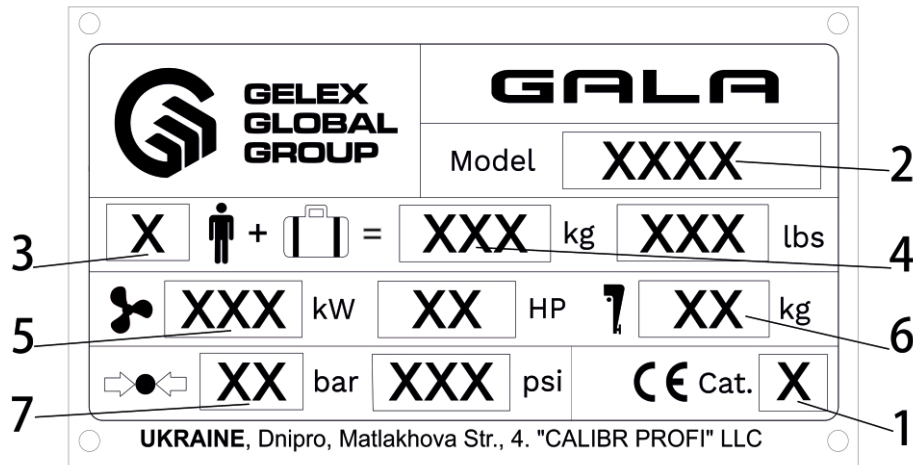 GELEX
GLOBAL
GROUP
GALA
Model XXXX 2
3 X + = XXX kg XXX lbs 4
5 XXX kW XX HP XX kg 6
7 XX bar XXX psi CE Cat. X 1
UKRAINE, Dnipro, Matlakhova Str., 4. "CALIBR PROFI" LLC